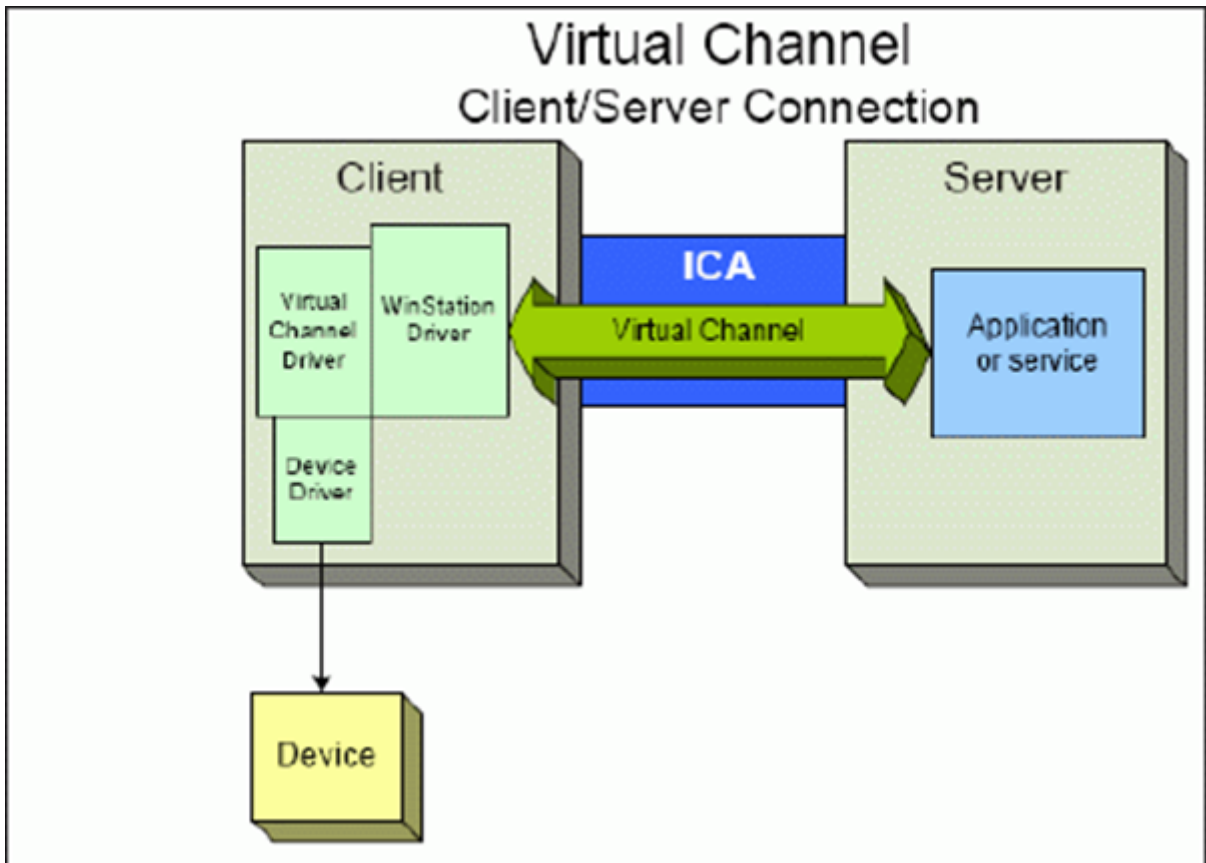 Virtual Channel
Client/Server Connection
Client
Server
ICA
Virtual
Channel
Driver
WinStation
Driver
Virtual Channel
Application
or service
Device
Driver
Device